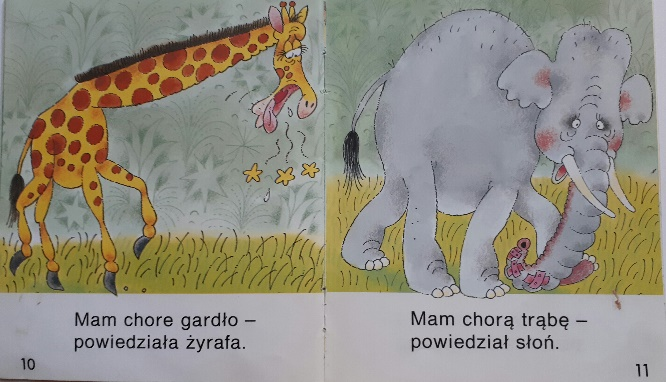 Mam chore gardło –
powiedziała żyrafa.
10
Mam chorą trąbę –
powiedział słoń.
11